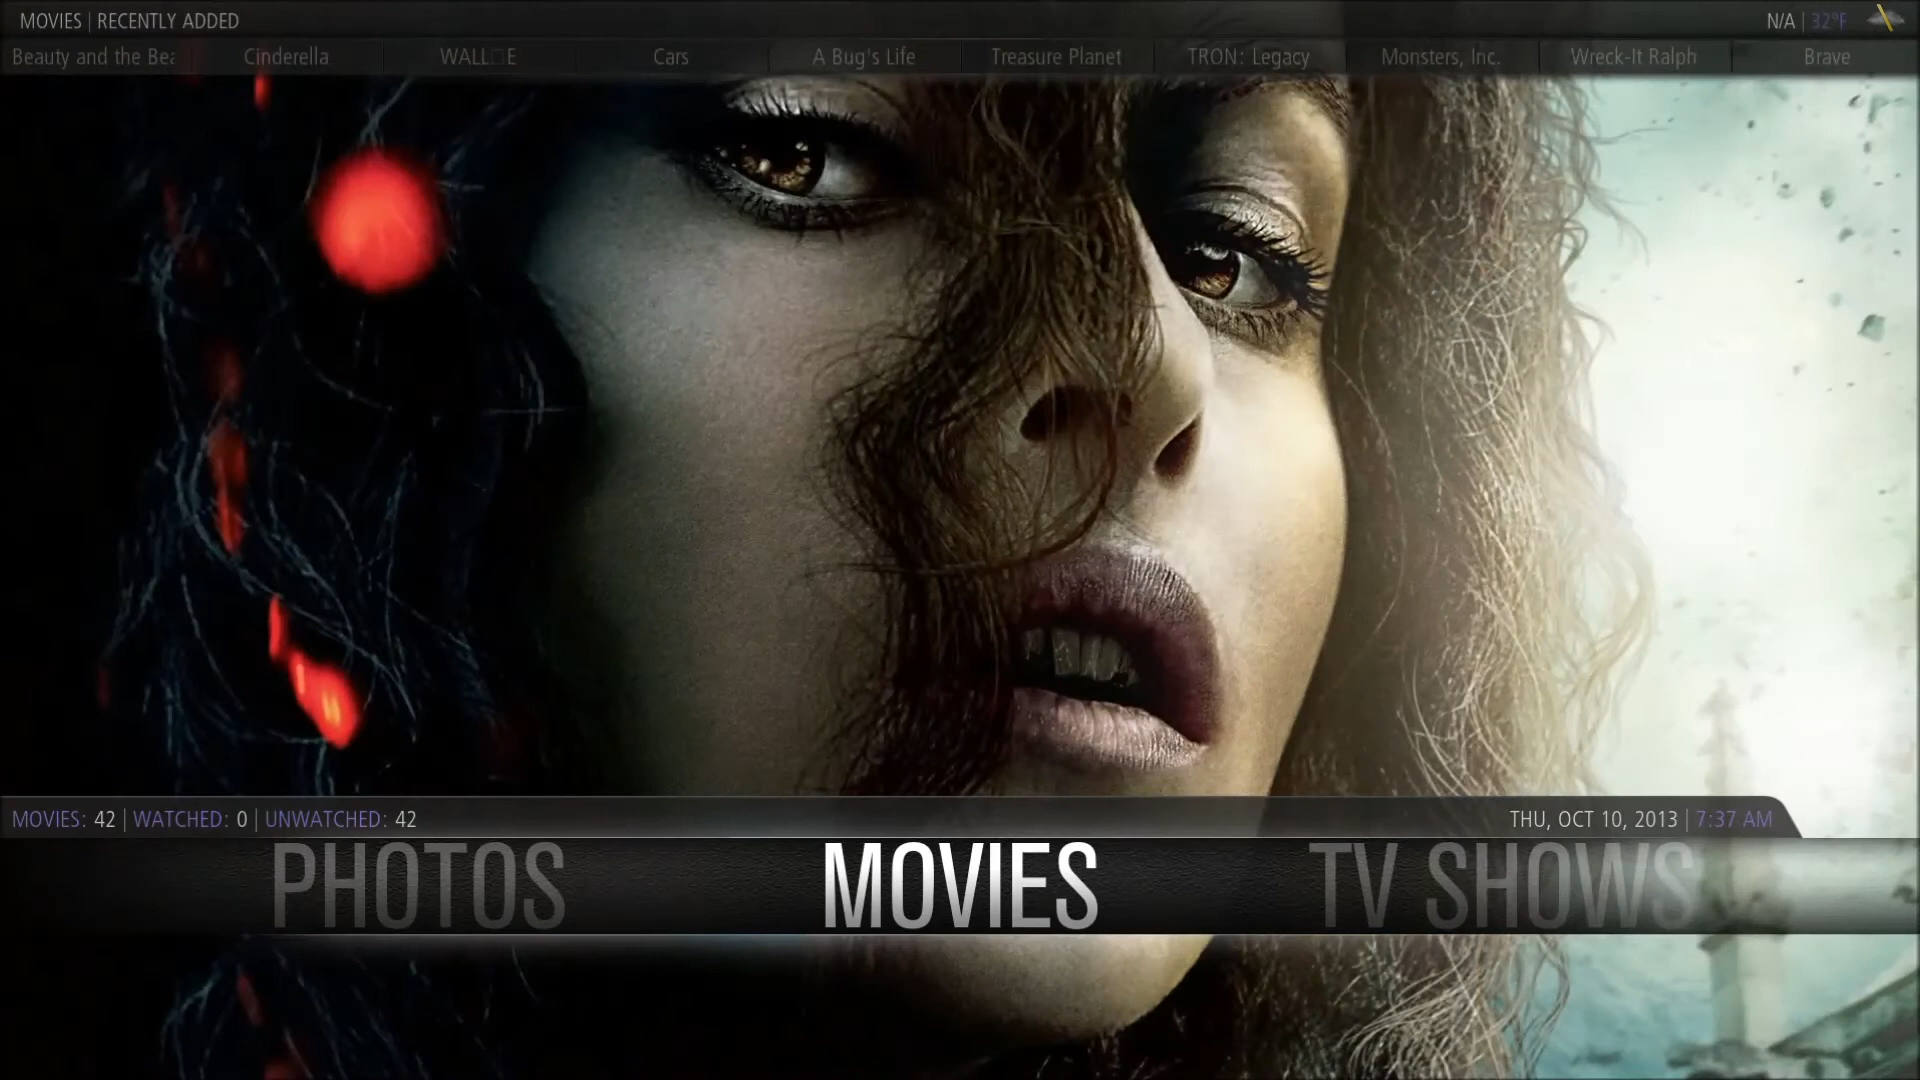 MOVIES | RECENTLY ADDED
N/A | 32°F
Beauty and the Bea
Cinderella
WALL□E
Cars
A Bug's Life
Treasure Planet
TRON: Legacy
Monsters, Inc.
Wreck-It Ralph
Brave
MOVIES: 42 | WATCHED: 0 | UNWATCHED: 42
THU, OCT 10, 2013 | 7:37 AM
PHOTOS
MOVIES
TV SHOWS